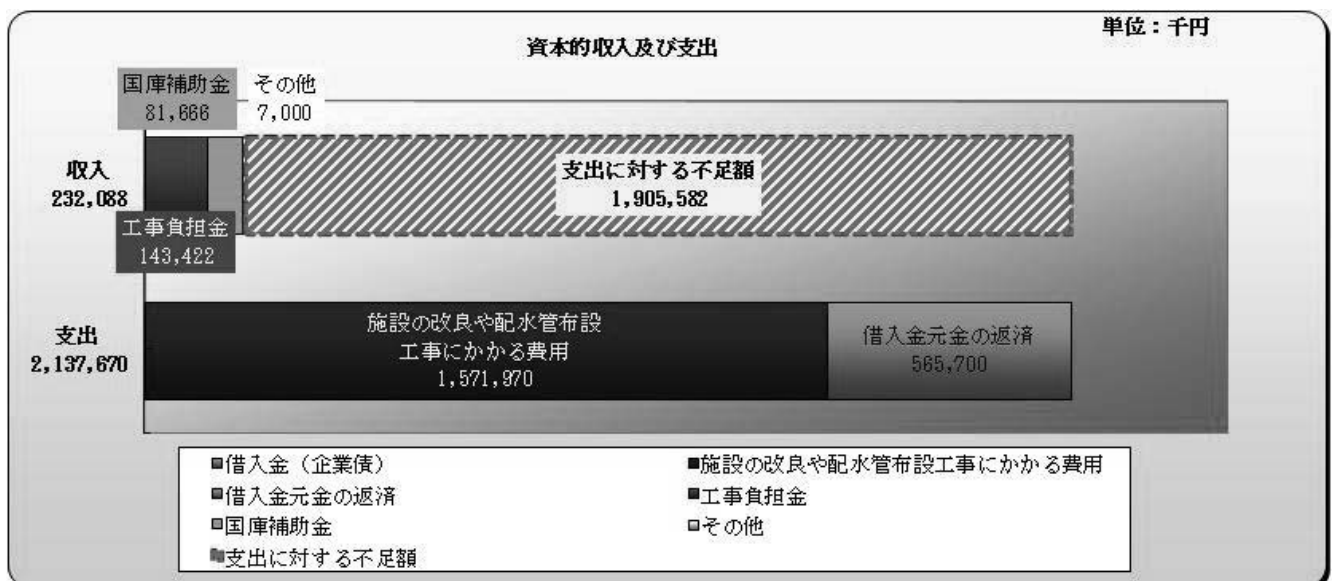 単位：千円
資本的収入及び支出
国庫補助金
81,666
その他
7,000
収入
232,088
支出に対する不足額
1,905,582
工事負担金
143,422
支出
2,137,670
施設の改良や配水管布設
工事にかかる費用
1,571,970
借入金元金の返済
565,700
■借入金（企業債）
■施設の改良や配水管布設工事にかかる費用
■借入金元金の返済
■工事負担金
■国庫補助金
□その他
■支出に対する不足額